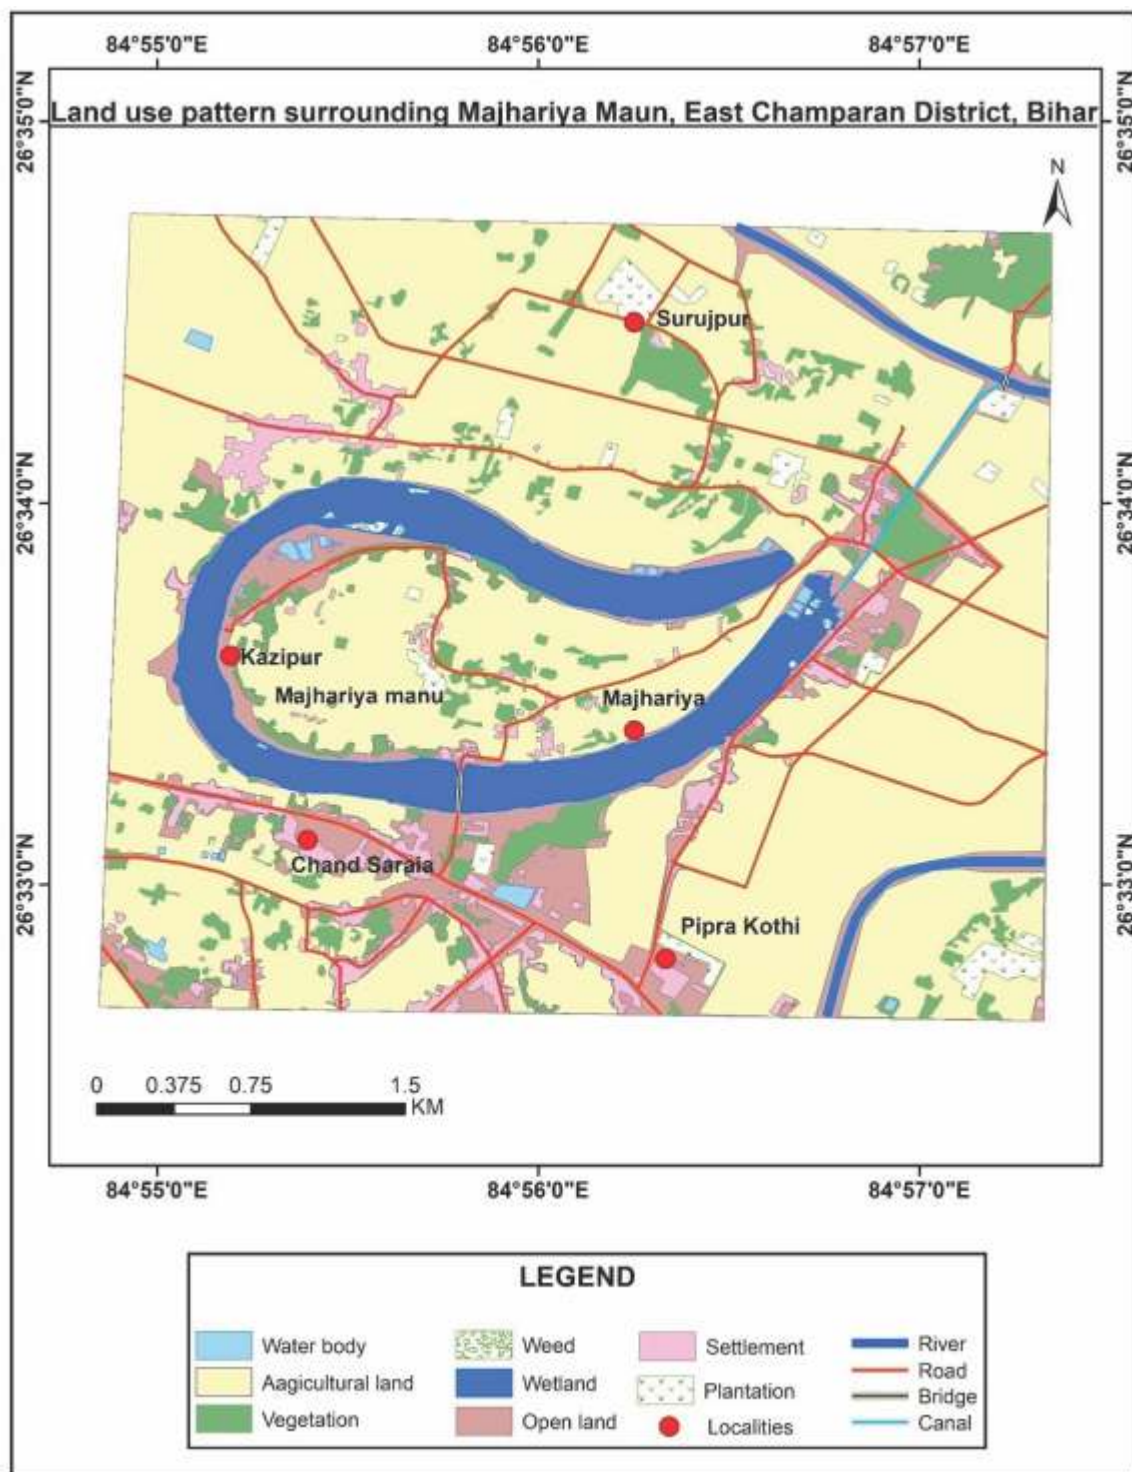 84°55'0"E 84°56'0"E 84°57'0"E
Land use pattern surrounding Majhariya Maun, East Champaran District, Bihar
26°35'0"N 26°35'0"N
N
Surujpur
26°34'0"N 26°34'0"N
Kazipur
Majhariya manu
Majhariya
Chand Saraia
26°33'0"N 26°33'0"N
Pipra Kothi
0 0.375 0.75 1.5
KM
84°55'0"E 84°56'0"E 84°57'0"E
LEGEND
Water body
Aagicultural land
Vegetation
Weed
Wetland
Open land
Settlement
Plantation
Localities
River
Road
Bridge
Canal